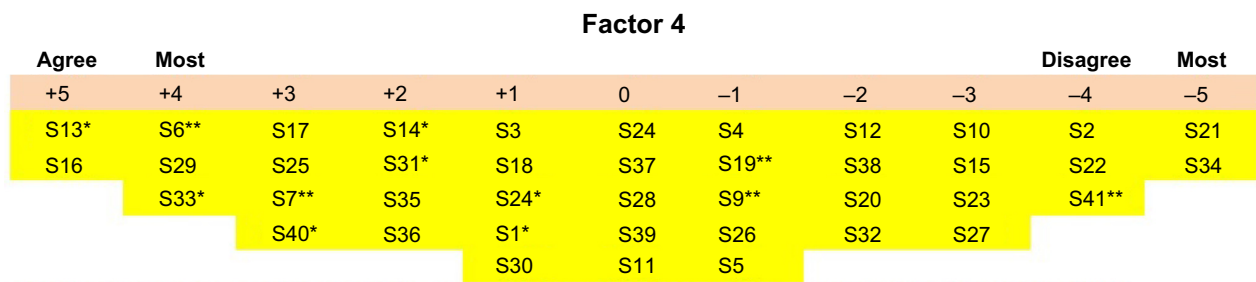 Factor 4
Agree Most Disagree Most
+5 +4 +3 +2 +1 0 –1 –2 –3 –4 –5
S13* S6** S17 S14* S3 S24 S4 S12 S10 S2 S21
S16 S29 S25 S31* S18 S37 S19** S38 S15 S22 S34
S33* S7** S35 S24* S28 S9** S20 S23 S41**
S40* S36 S1* S39 S26 S32 S27
S30 S11 S5